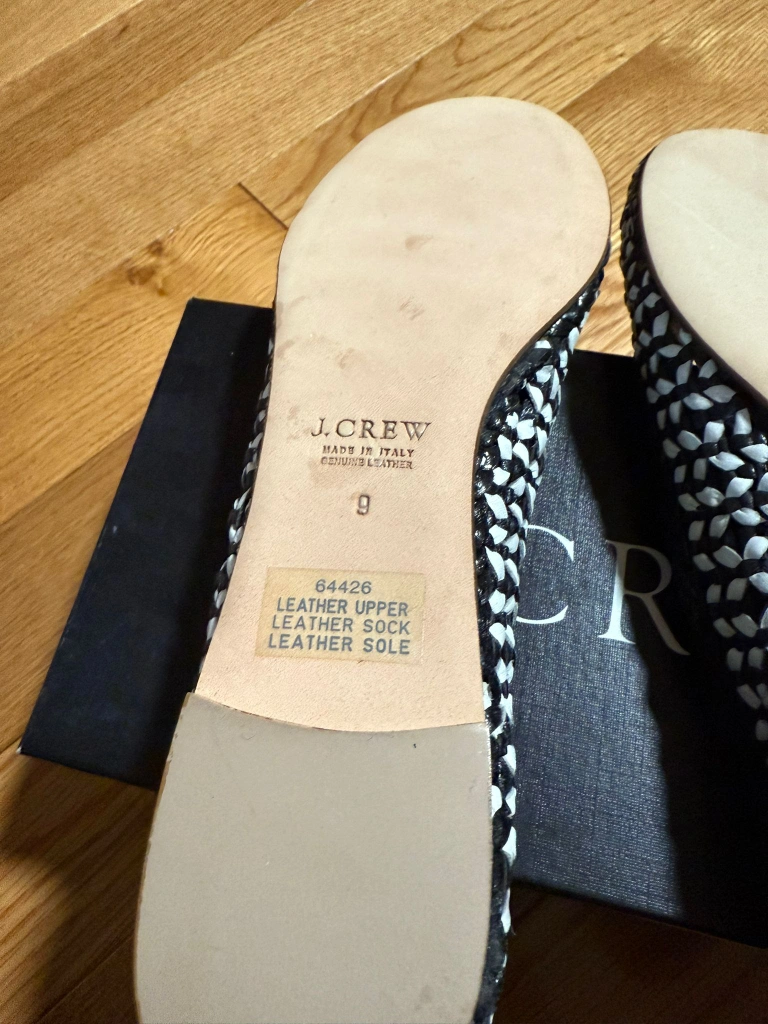 J.CREW
MADE IN ITALY
GENUINE LEATHER
9
64426
LEATHER UPPER
LEATHER SOCK
LEATHER SOLE
CR